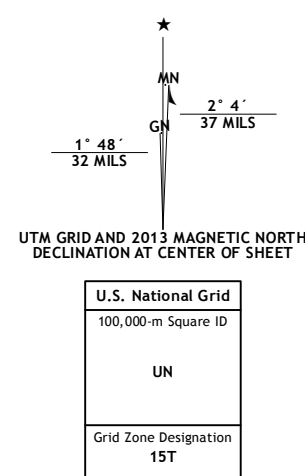 ★
MN
2° 4´
37 MILS
GN
1° 48´
32 MILS
UTM GRID AND 2013 MAGNETIC NORTH
DECLINATION AT CENTER OF SHEET
U.S. National Grid
100,000-m Square ID
UN
Grid Zone Designation
15T